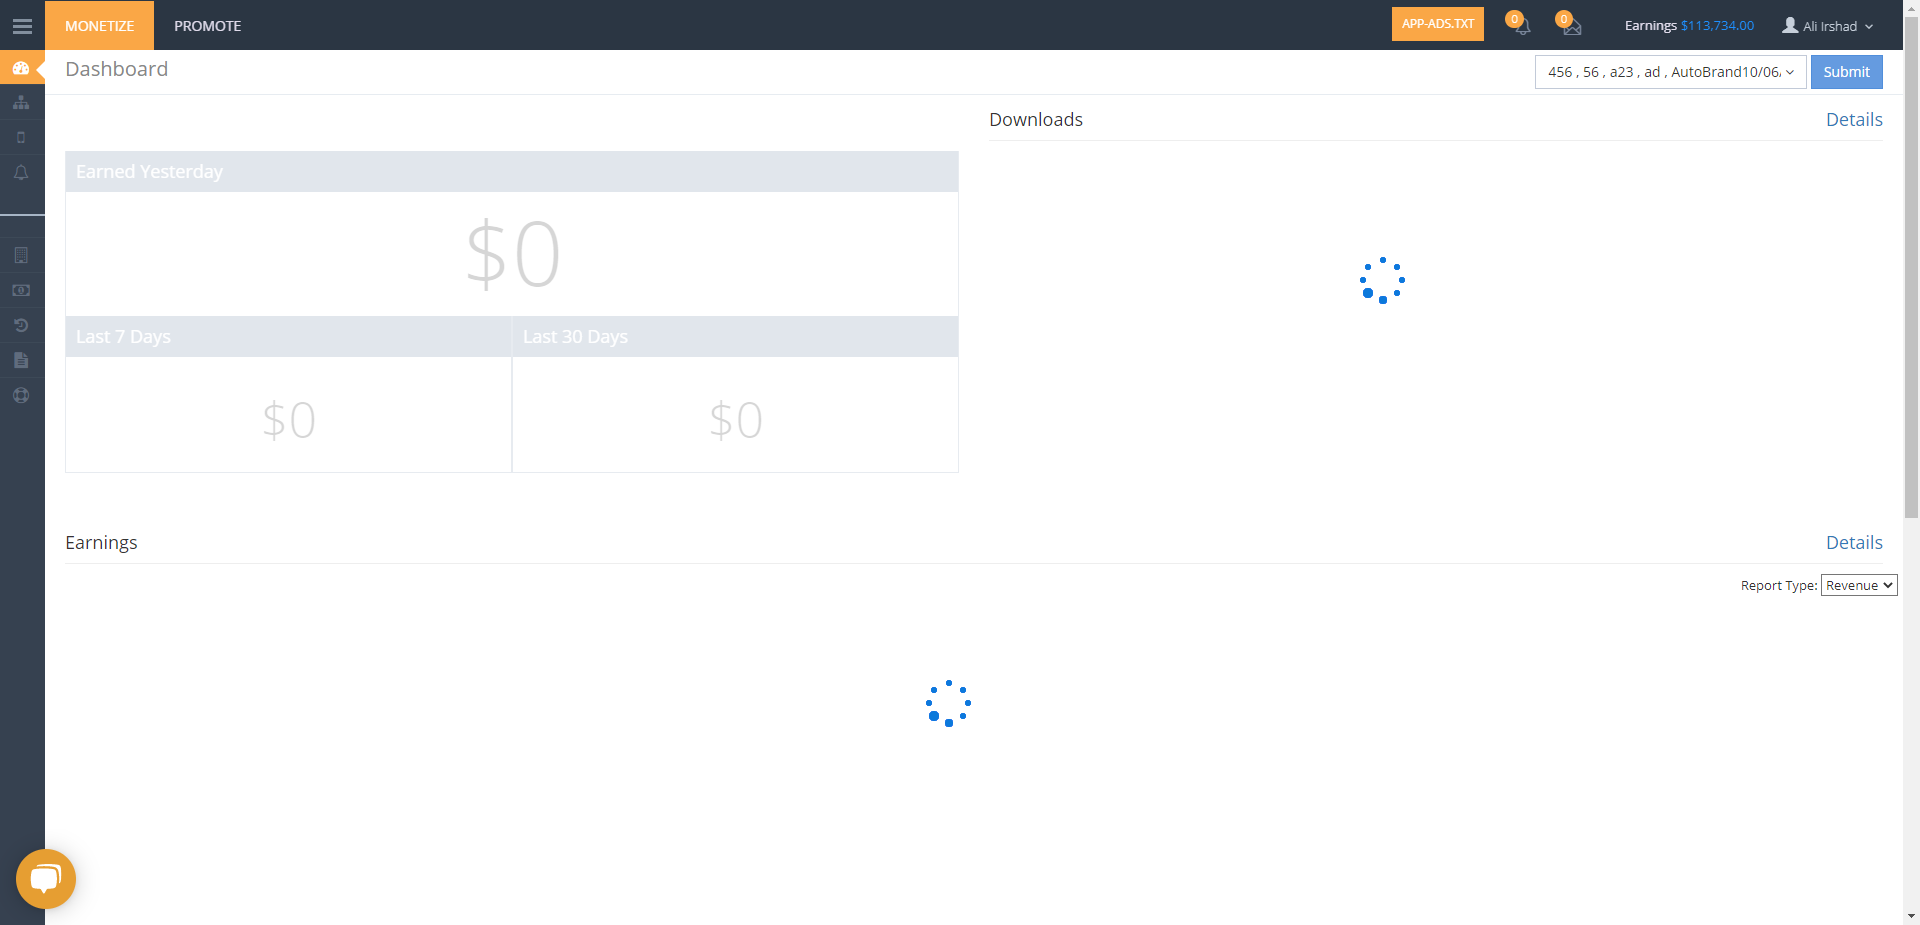 MONETIZE PROMOTE APP-ADS.TXT 0 0 Earnings $113,734.00 Ali Irshad
Dashboard 456 , 56 , a23 , ad , AutoBrand10/06/ Submit
Downloads Details
Earned Yesterday
$0
Last 7 Days Last 30 Days
$0 $0
Earnings Details
Report Type: Revenue